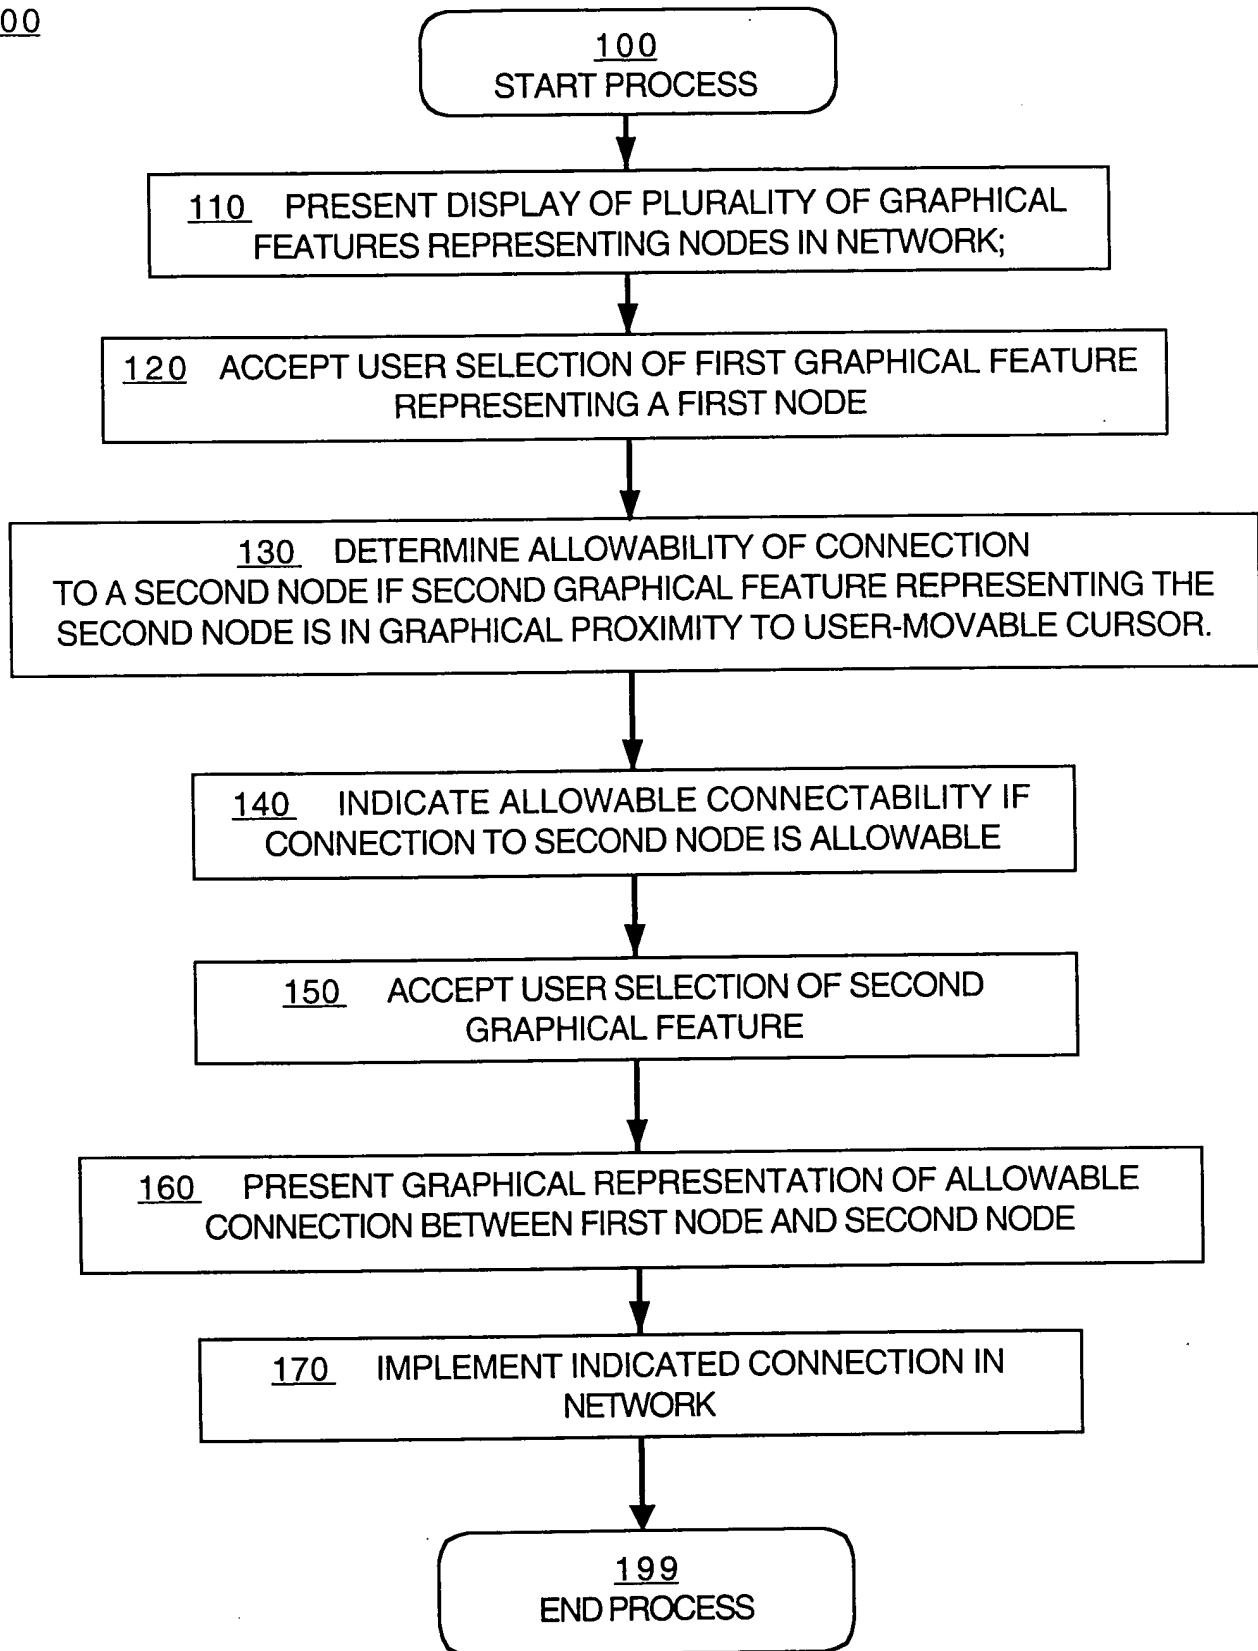 00
100
START PROCESS
110 PRESENT DISPLAY OF PLURALITY OF GRAPHICAL
FEATURES REPRESENTING NODES IN NETWORK;
120 ACCEPT USER SELECTION OF FIRST GRAPHICAL FEATURE
REPRESENTING A FIRST NODE
130 DETERMINE ALLOWABILITY OF CONNECTION
TO A SECOND NODE IF SECOND GRAPHICAL FEATURE REPRESENTING THE
SECOND NODE IS IN GRAPHICAL PROXIMITY TO USER-MOVABLE CURSOR.
140 INDICATE ALLOWABLE CONNECTABILITY IF
CONNECTION TO SECOND NODE IS ALLOWABLE
150 ACCEPT USER SELECTION OF SECOND
GRAPHICAL FEATURE
160 PRESENT GRAPHICAL REPRESENTATION OF ALLOWABLE
CONNECTION BETWEEN FIRST NODE AND SECOND NODE
170 IMPLEMENT INDICATED CONNECTION IN
NETWORK
199
END PROCESS